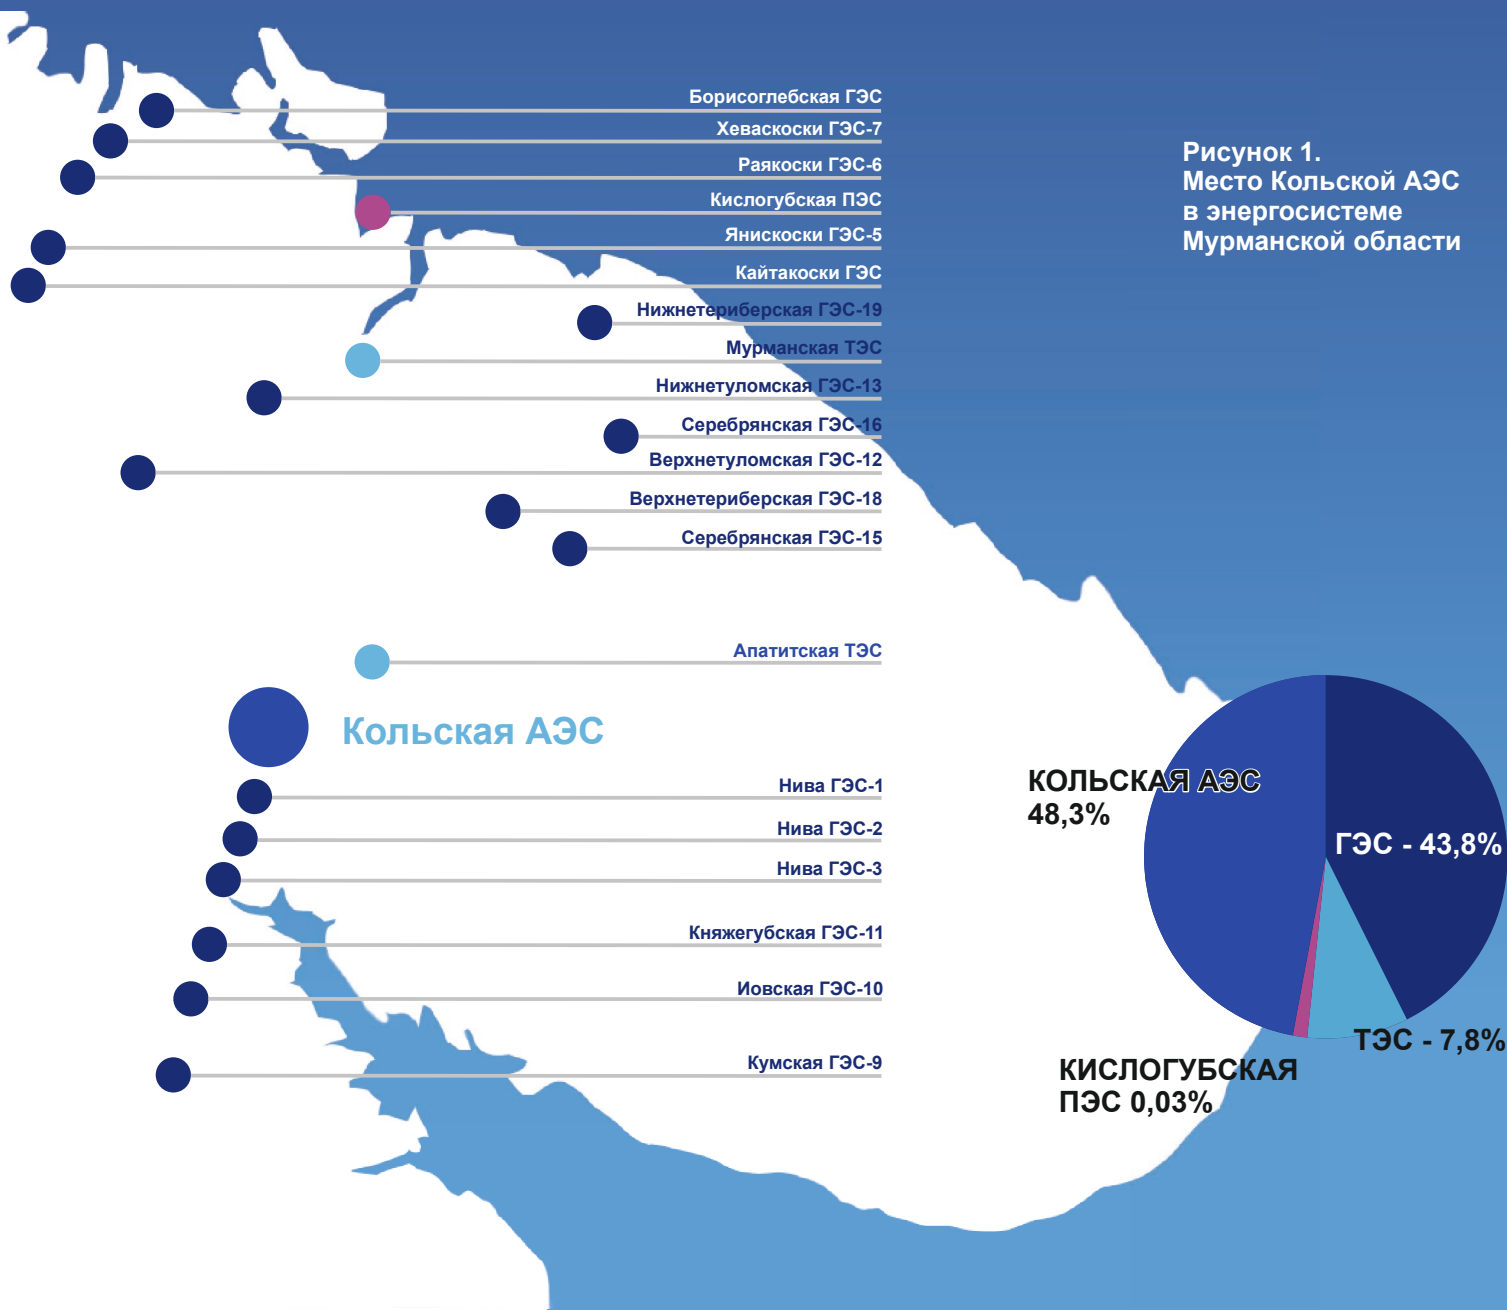 Борисоглебская ГЭС
Хеваскоски ГЭС-7
Раякоски ГЭС-6
Кислогубская ПЭС
Янискоски ГЭС-5
Кайтакоски ГЭС
Нижнетериберская ГЭС-19
Мурманская ТЭС
Нижнетуломская ГЭС-13
Серебрянская ГЭС-16
Верхнетуломская ГЭС-12
Верхнетериберская ГЭС-18
Серебрянская ГЭС-15
Апатитская ТЭС
Кольская АЭС
Нива ГЭС-1
Нива ГЭС-2
Нива ГЭС-3
Княжегубская ГЭС-11
Иовская ГЭС-10
Кумская ГЭС-9
Рисунок 1.
Место Кольской АЭС
в энергосистеме
Мурманской области
КОЛЬСКАЯ АЭС
48,3%
ГЭС - 43,8%
ТЭС - 7,8%
КИСЛОГУБСКАЯ
ПЭС 0,03%